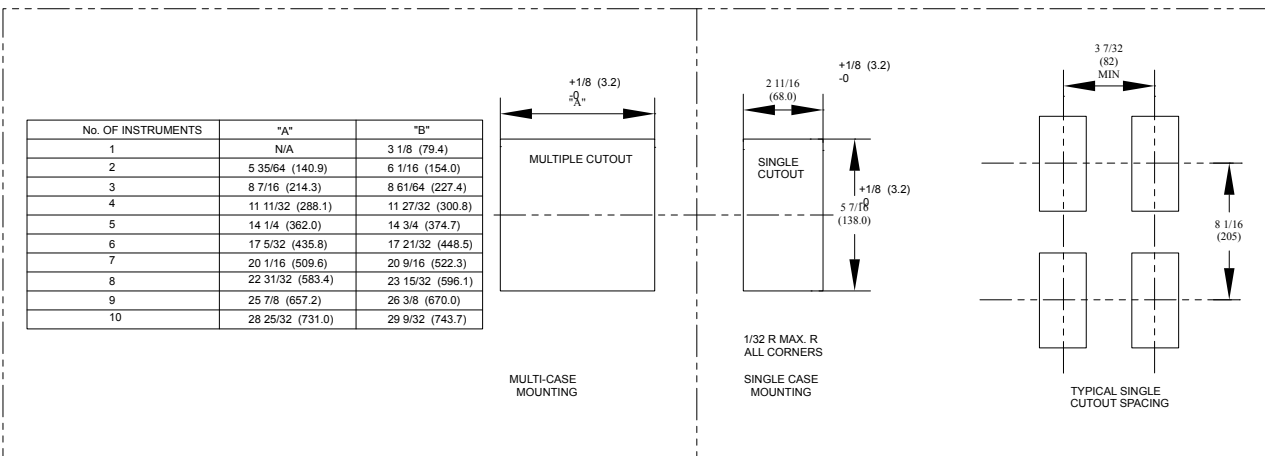 No. OF INSTRUMENTS "A" "B"
1 N/A 3 1/8 (79.4)
2 5 35/64 (140.9) 6 1/16 (154.0)
3 8 7/16 (214.3) 8 61/64 (227.4)
4 11 11/32 (288.1) 11 27/32 (300.8)
5 14 1/4 (362.0) 14 3/4 (374.7)
6 17 5/32 (435.8) 17 21/32 (448.5)
7 20 1/16 (509.6) 20 9/16 (522.3)
8 22 31/32 (583.4) 23 15/32 (596.1)
9 25 7/8 (657.2) 26 3/8 (670.0)
10 28 25/32 (731.0) 29 9/32 (743.7)
+1/8 (3.2)
-0
"A"
MULTIPLE CUTOUT
MULTI-CASE
MOUNTING
2 11/16
(68.0)
+1/8 (3.2)
-0
SINGLE
CUTOUT
+1/8 (3.2)
-0
5 7/16
(138.0)
1/32 R MAX. R
ALL CORNERS
SINGLE CASE
MOUNTING
3 7/32
(82)
MIN
8 1/16
(205)
TYPICAL SINGLE
CUTOUT SPACING